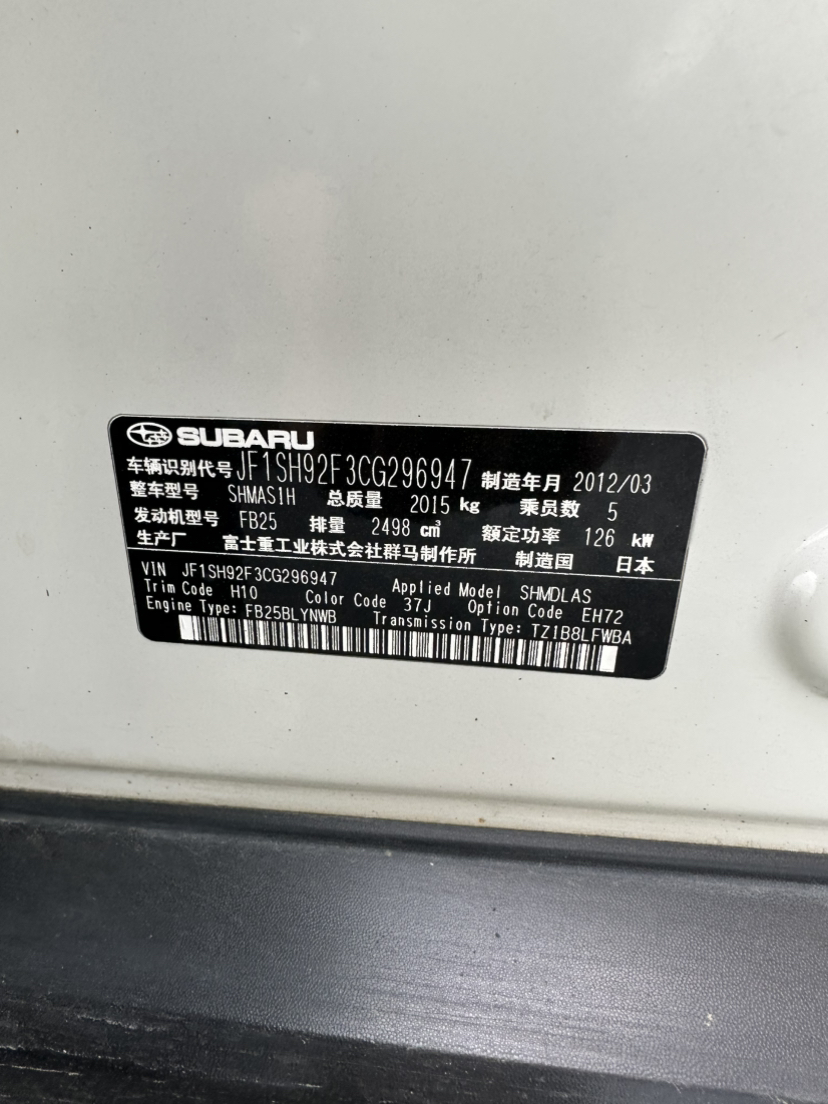 SUBARU
车辆识别代号 JF1SH92F3CG296947 制造年月 2012/03
整车型号 SHMAS1H 总质量 2015 kg 乘员数 5
发动机型号 FB25 排量 2498 cm³ 额定功率 126 kW
生产厂 富士重工业株式会社群马制作所 制造国 日本
VIN JF1SH92F3CG296947 Applied Model SHMDLAS
Trim Code H10 Color Code 37J Option Code EH72
Engine Type: FB25BLYNWB Transmission Type: TZ1B8LFWBA